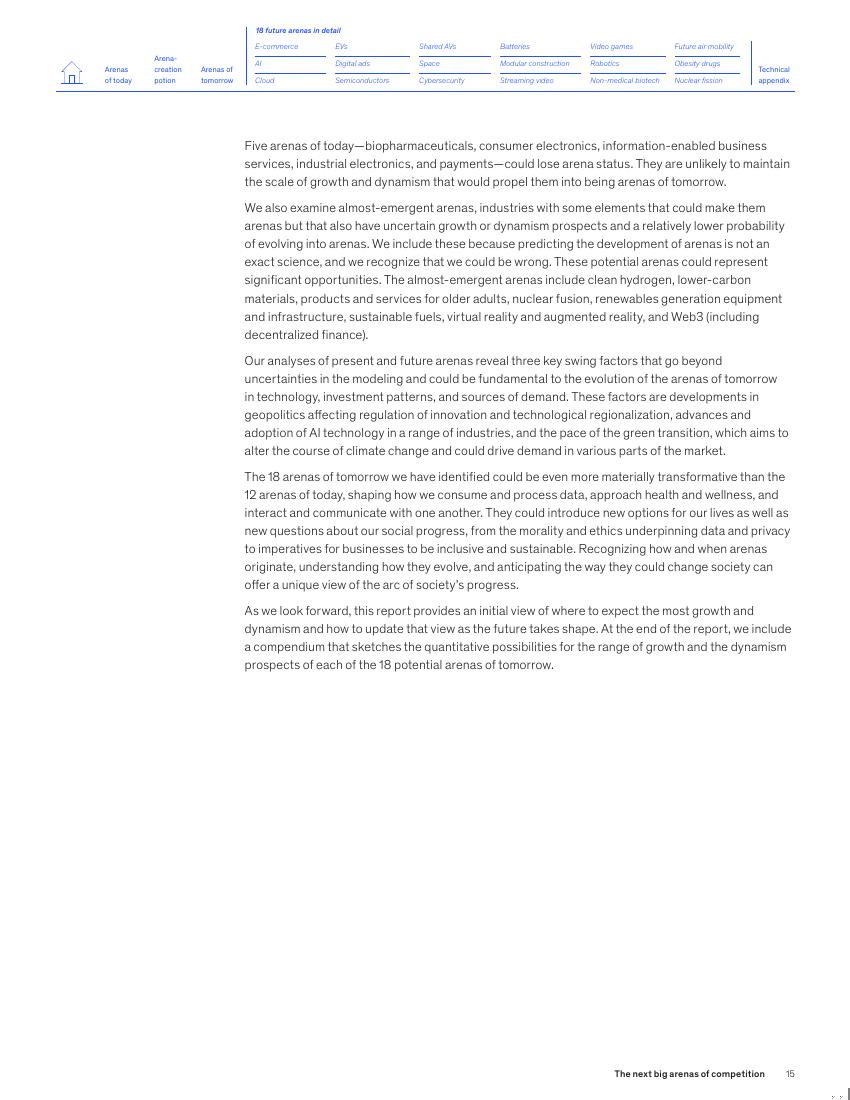 18 future arenas in detail
Arenas of today
Arena-creation potion
Arenas of tomorrow
E-commerce
EVs
Shared AVs
Batteries
Video games
Future air mobility
AI
Digital ads
Space
Modular construction
Robotics
Obesity drugs
Cloud
Semiconductors
Cybersecurity
Streaming video
Non-medical biotech
Nuclear fission
Technical appendix
Five arenas of today—biopharmaceuticals, consumer electronics, information-enabled business
services, industrial electronics, and payments—could lose arena status. They are unlikely to maintain
the scale of growth and dynamism that would propel them into being arenas of tomorrow.
We also examine almost-emergent arenas, industries with some elements that could make them
arenas but that also have uncertain growth or dynamism prospects and a relatively lower probability
of evolving into arenas. We include these because predicting the development of arenas is not an
exact science, and we recognize that we could be wrong. These potential arenas could represent
significant opportunities. The almost-emergent arenas include clean hydrogen, lower-carbon
materials, products and services for older adults, nuclear fusion, renewables generation equipment
and infrastructure, sustainable fuels, virtual reality and augmented reality, and Web3 (including
decentralized finance).
Our analyses of present and future arenas reveal three key swing factors that go beyond
uncertainties in the modeling and could be fundamental to the evolution of the arenas of tomorrow
in technology, investment patterns, and sources of demand. These factors are developments in
geopolitics affecting regulation of innovation and technological regionalization, advances and
adoption of AI technology in a range of industries, and the pace of the green transition, which aims to
alter the course of climate change and could drive demand in various parts of the market.
The 18 arenas of tomorrow we have identified could be even more materially transformative than the
12 arenas of today, shaping how we consume and process data, approach health and wellness, and
interact and communicate with one another. They could introduce new options for our lives as well as
new questions about our social progress, from the morality and ethics underpinning data and privacy
to imperatives for businesses to be inclusive and sustainable. Recognizing how and when arenas
originate, understanding how they evolve, and anticipating the way they could change society can
offer a unique view of the arc of society's progress.
As we look forward, this report provides an initial view of where to expect the most growth and
dynamism and how to update that view as the future takes shape. At the end of the report, we include
a compendium that sketches the quantitative possibilities for the range of growth and the dynamism
prospects of each of the 18 potential arenas of tomorrow.
The next big arenas of competition 15